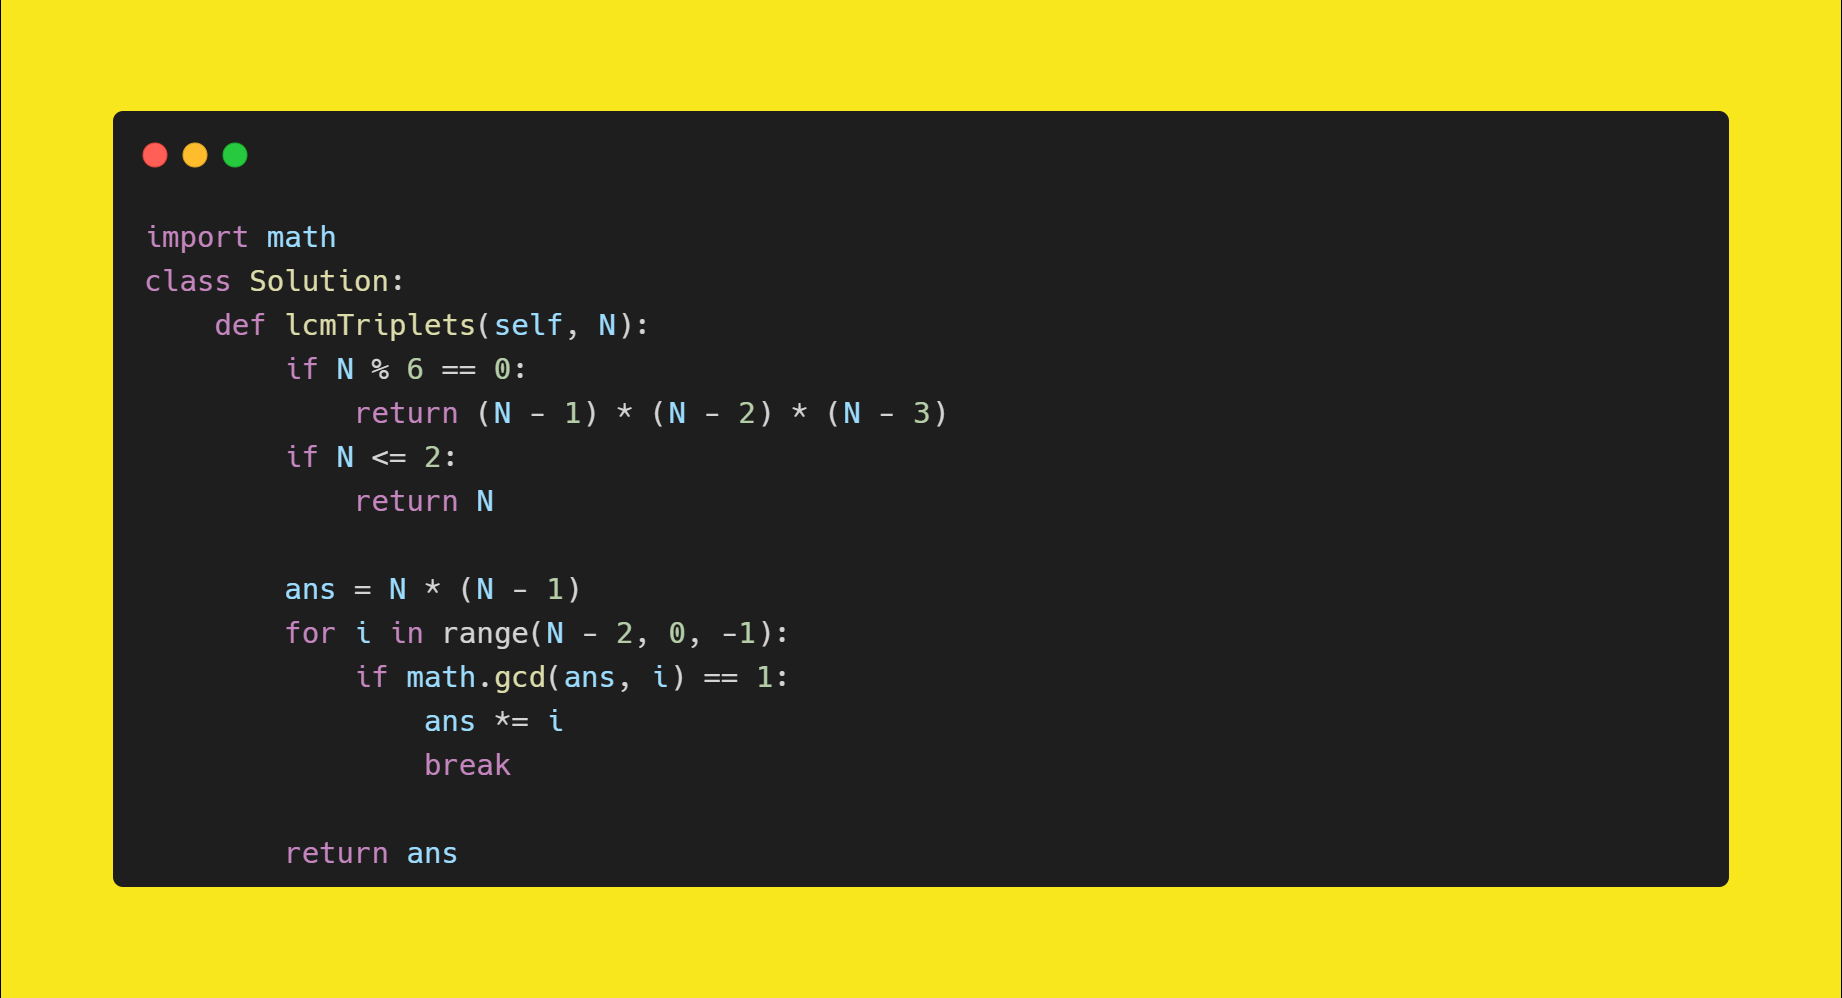 import math
class Solution:
    def lcmTriplets(self, N):
        if N % 6 == 0:
            return (N - 1) * (N - 2) * (N - 3)
        if N <= 2:
            return N

        ans = N * (N - 1)
        for i in range(N - 2, 0, -1):
            if math.gcd(ans, i) == 1:
                ans *= i
                break

        return ans